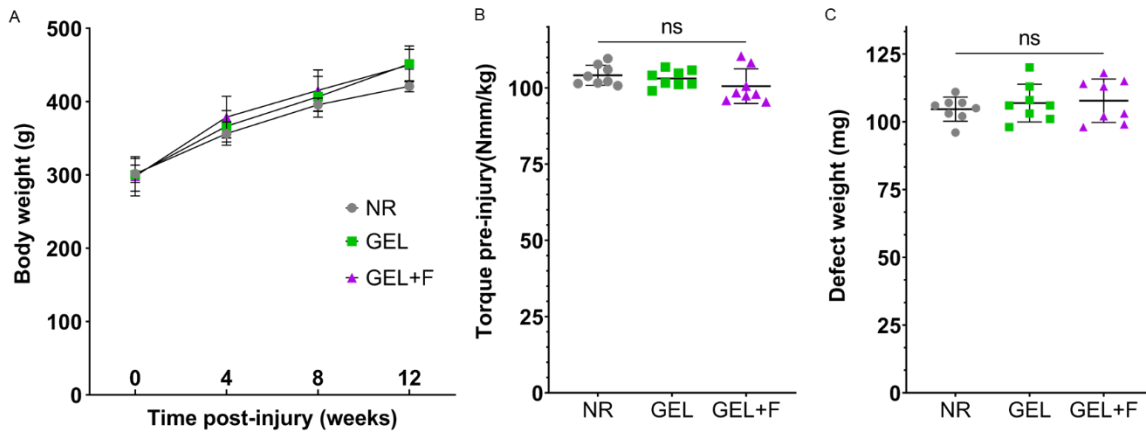 A
Body weight (g)
500
400
300
200
100
0
0 4 8 12
Time post-injury (weeks)
NR
GEL
GEL+F
B
ns
Torque pre-injury(Nmm/kg)
100
75
50
25
0
NR GEL GEL+F
C
ns
Defect weight (mg)
125
100
75
50
25
0
NR GEL GEL+F